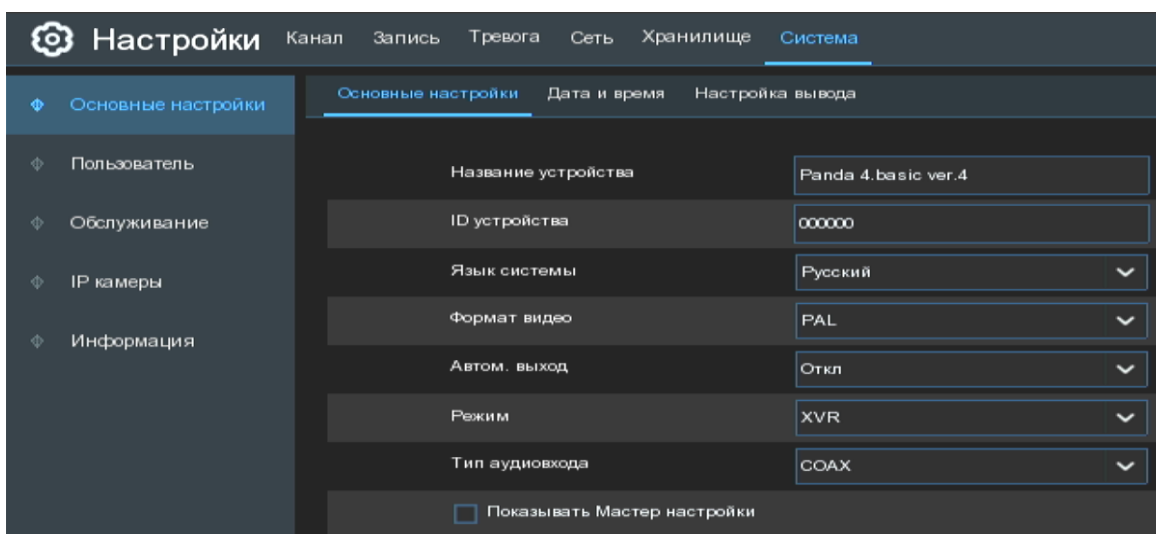 Настройки Канал Запись Тревога Сеть Хранилище Система
Основные настройки
Пользователь
Обслуживание
IP камеры
Информация
Основные настройки Дата и время Настройка вывода
Название устройства Panda 4.basic ver.4
ID устройства 000000
Язык системы Русский
Формат видео PAL
Автом. выход Откл
Режим XVR
Тип аудиовхода COAX
Показывать Мастер настройки